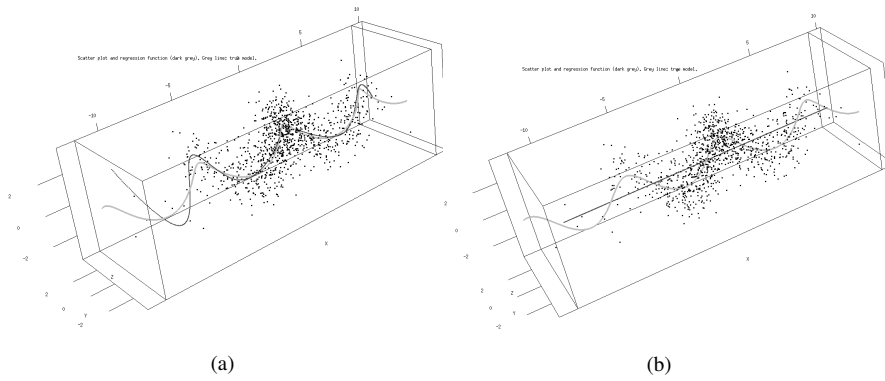 10
5
Scatter plot and regression function (dark grey). Grey line: true model.
-5
-10
2
0
-2
Z
2
0
Y
-2
X
(a)
10
5
Scatter plot and regression function (dark grey). Grey line: true model.
-5
-10
2
0
-2
2
Z
0
Y
-2
X
(b)